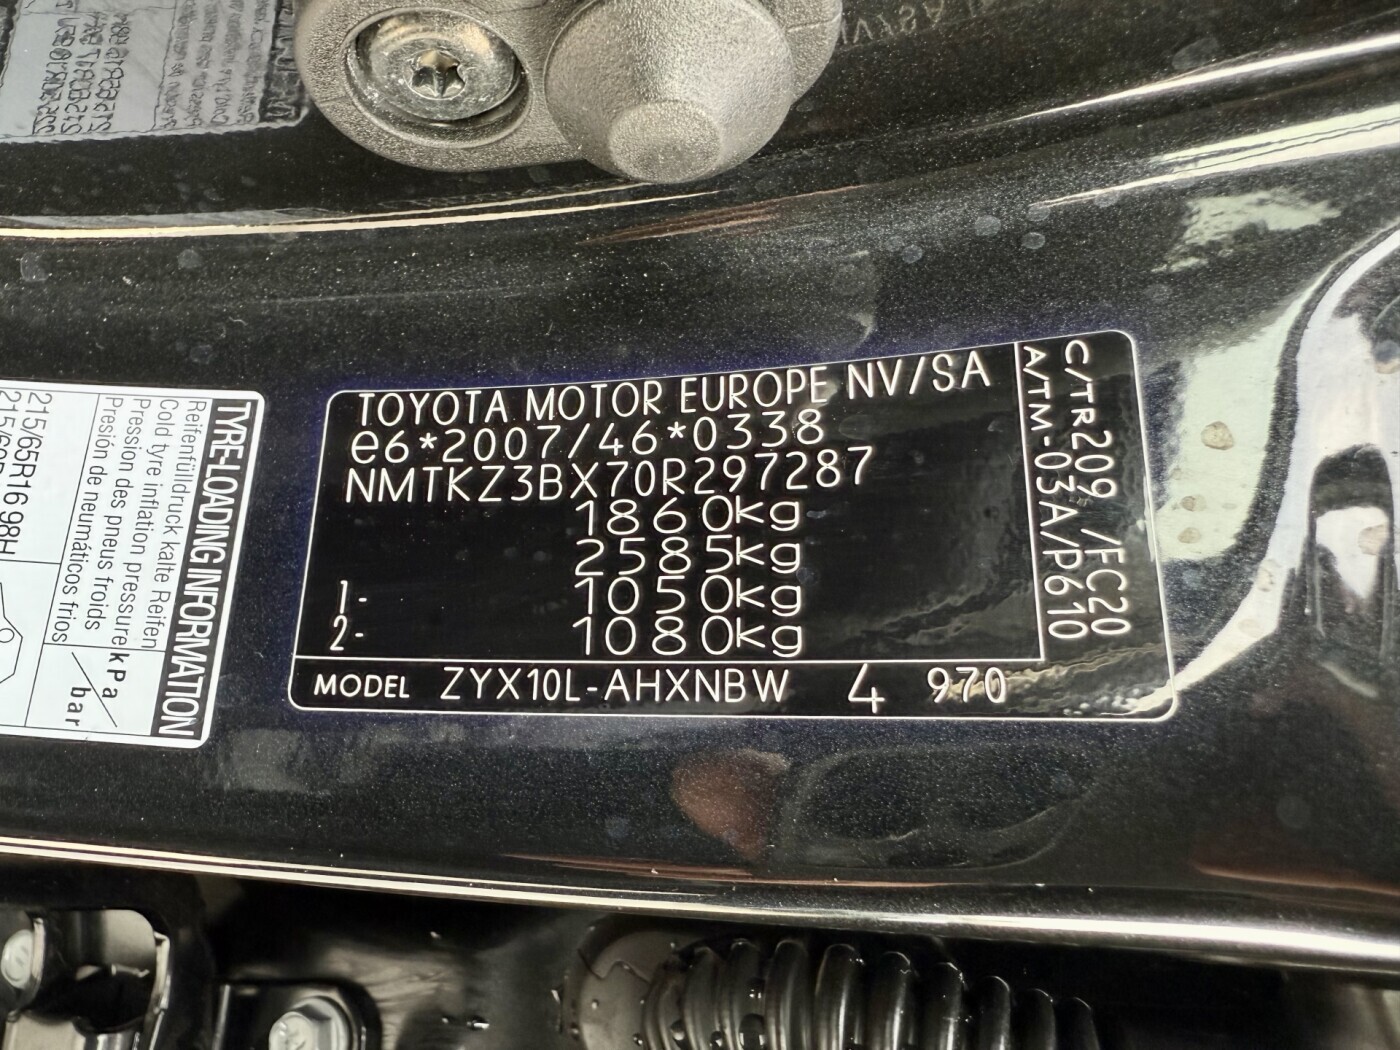 TOYOTA MOTOR EUROPE NV/SA
e6*2007/46*0338
NMTKZ3BX70R297287
1860kg
2585kg
1- 1050kg
2- 1080kg
MODEL ZYX10L-AHXNBW 4 970
C/TR209 /FC20
A/TM-03A/P610
TYRE-LOADING INFORMATION
Reifenfülldruck kalte Reifen
Cold tyre inflation pressure
Pression des pneus froids
Presión de neumáticos fríos
kPa/
/bar
215/65R16 98H